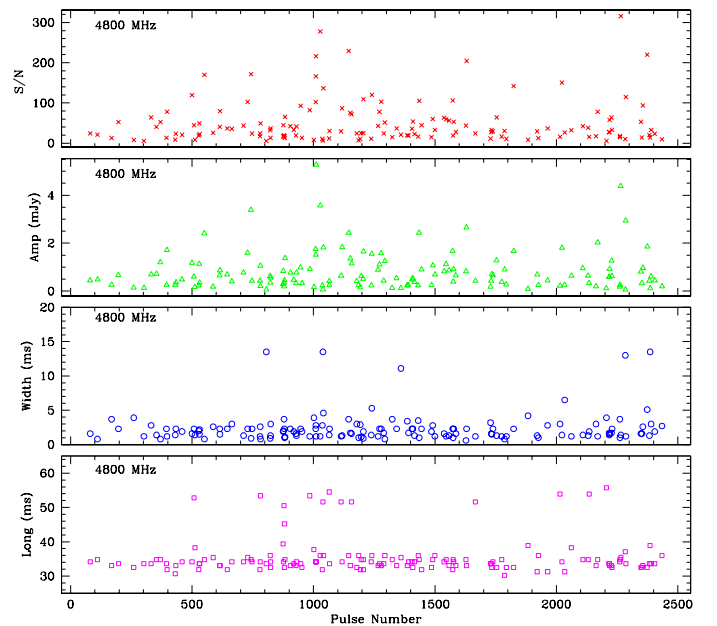 4800 MHz
S/N
300
200
100
0
4800 MHz
Amp (mJy)
4
2
0
4800 MHz
Width (ms)
20
15
10
5
0
4800 MHz
Long (ms)
60
50
40
30
0 500 1000 1500 2000 2500
Pulse Number